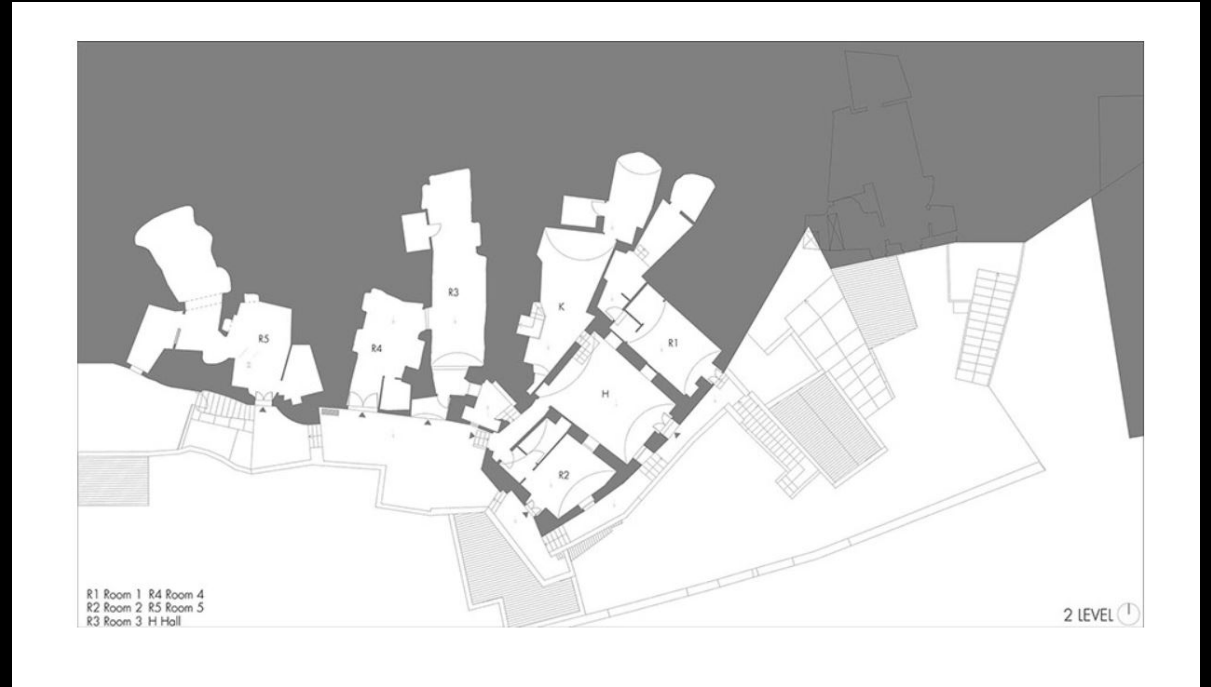 R3
K
R5
R4
R1
H
R2
R1 Room 1 R4 Room 4
R2 Room 2 R5 Room 5
R3 Room 3 H Hall
2 LEVEL